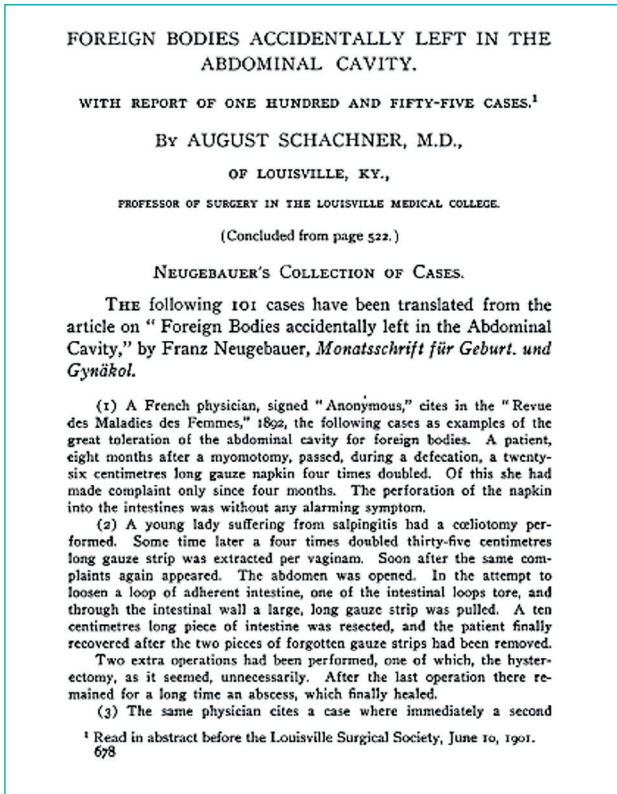 FOREIGN BODIES ACCIDENTALLY LEFT IN THE
ABDOMINAL CAVITY.
WITH REPORT OF ONE HUNDRED AND FIFTY-FIVE CASES.¹
By AUGUST SCHACHNER, M.D.,
OF LOUISVILLE, KY.,
PROFESSOR OF SURGERY IN THE LOUISVILLE MEDICAL COLLEGE.
(Concluded from page 522.)
Neugebauer's Collection of Cases.
The following 101 cases have been translated from the
article on “ Foreign Bodies accidentally left in the Abdominal
Cavity,” by Franz Neugebauer, Monatsschrift für Geburt. und
Gynäkol.
(1) A French physician, signed “ Anonymous,” cites in the “ Revue
des Maladies des Femmes,” 1892, the following cases as examples of the
great toleration of the abdominal cavity for foreign bodies. A patient,
eight months after a myomotomy, passed, during a defecation, a twenty-
six centimetres long gauze napkin four times doubled. Of this she had
made complaint only since four months. The perforation of the napkin
into the intestines was without any alarming symptom.
(2) A young lady suffering from salpingitis had a cœliotomy per-
formed. Some time later a four times doubled thirty-five centimetres
long gauze strip was extracted per vaginam. Soon after the same com-
plaints again appeared. The abdomen was opened. In the attempt to
loosen a loop of adherent intestine, one of the intestinal loops tore, and
through the intestinal wall a large, long gauze strip was pulled. A ten
centimetres long piece of intestine was resected, and the patient finally
recovered after the two pieces of forgotten gauze strips had been removed.
Two extra operations had been performed, one of which, the hyster-
ectomy, as it seemed, unnecessarily. After the last operation there re-
mained for a long time an abscess, which finally healed.
(3) The same physician cites a case where immediately a second
¹ Read in abstract before the Louisville Surgical Society, June 10, 1901.
678